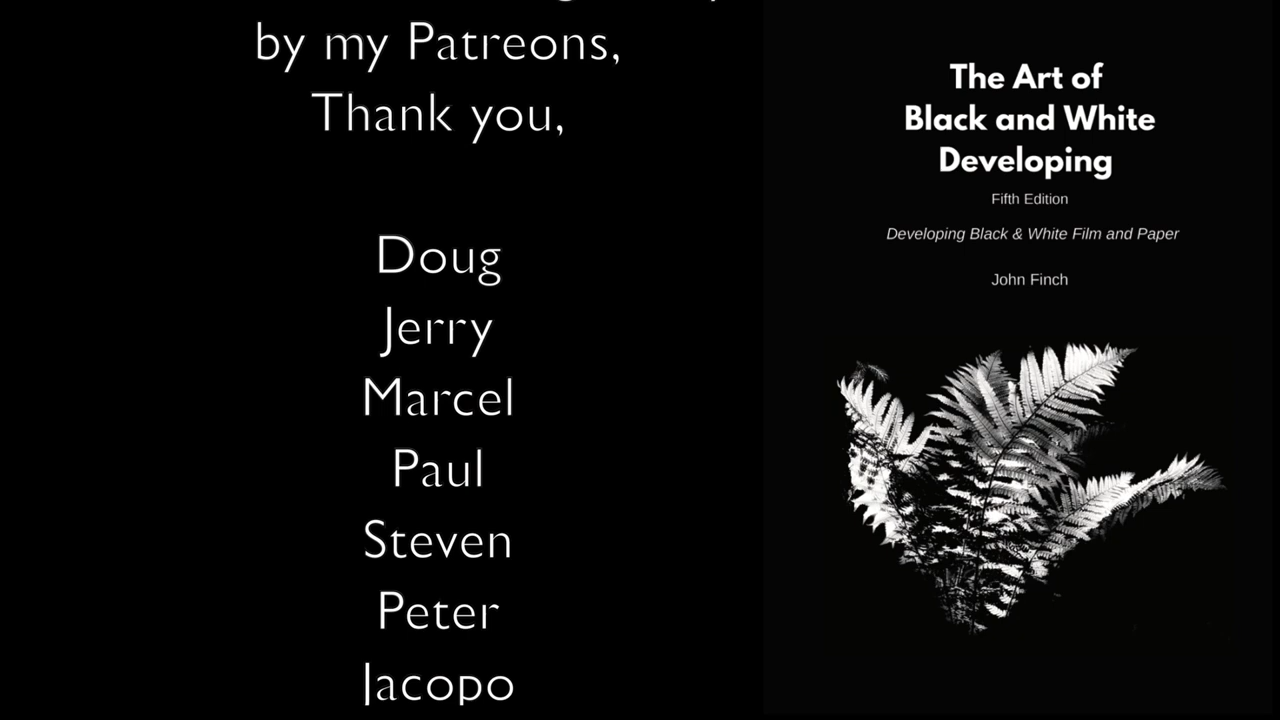 by my Patreons,
Thank you,
Doug
Jerry
Marcel
Paul
Steven
Peter
Jacopo
The Art of
Black and White
Developing
Fifth Edition
Developing Black & White Film and Paper
John Finch